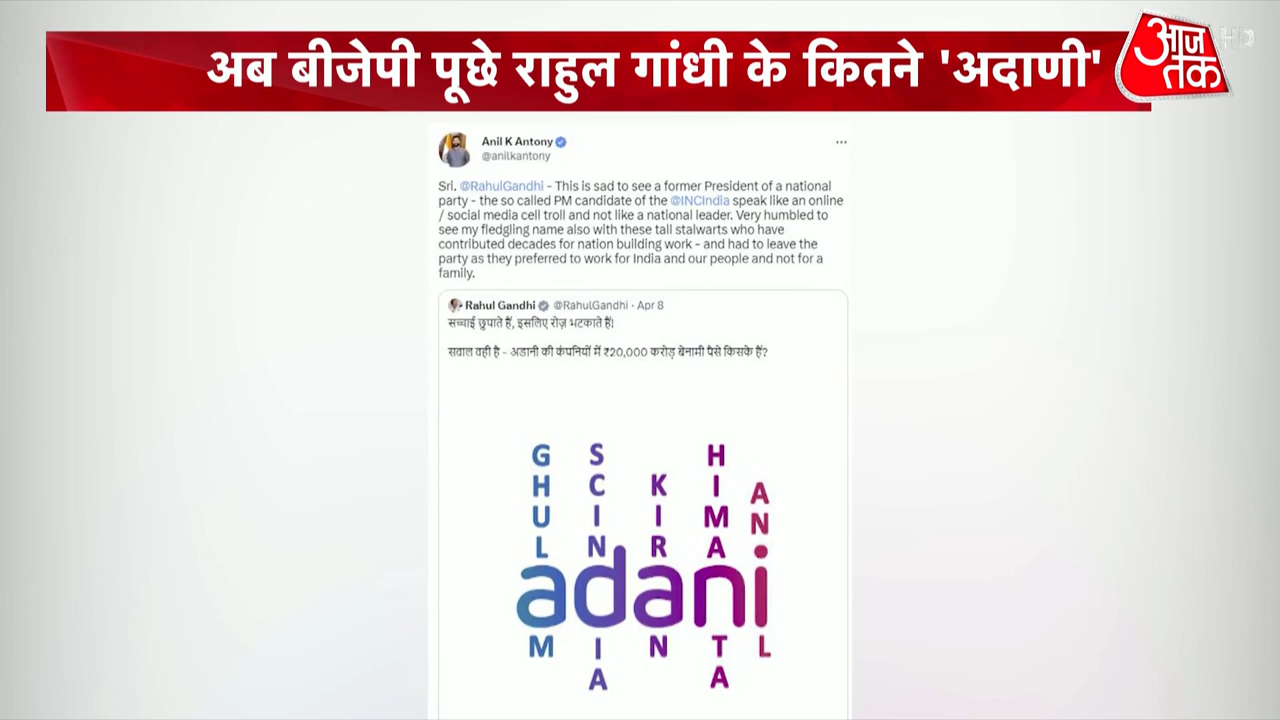 अब बीजेपी पूछे राहुल गांधी के कितने 'अदाणी'
आज
तक
HD
Anil K Antony
@anilkantony
Sri. @RahulGandhi - This is sad to see a former President of a national
party - the so called PM candidate of the @INCIndia speak like an online
/ social media cell troll and not like a national leader. Very humbled to
see my fledgling name also with these tall stalwarts who have
contributed decades for nation building work - and had to leave the
party as they preferred to work for India and our people and not for a
family.
Rahul Gandhi @RahulGandhi · Apr 8
सच्चाई छुपाते हैं, इसलिए रोज़ भटकाते हैं!
सवाल वही है - अडानी की कंपनियों में ₹20,000 करोड़ बेनामी पैसे किसके हैं?
G S H
H C K I A
U I I M N
L N R A
adani
M I N T L
A A